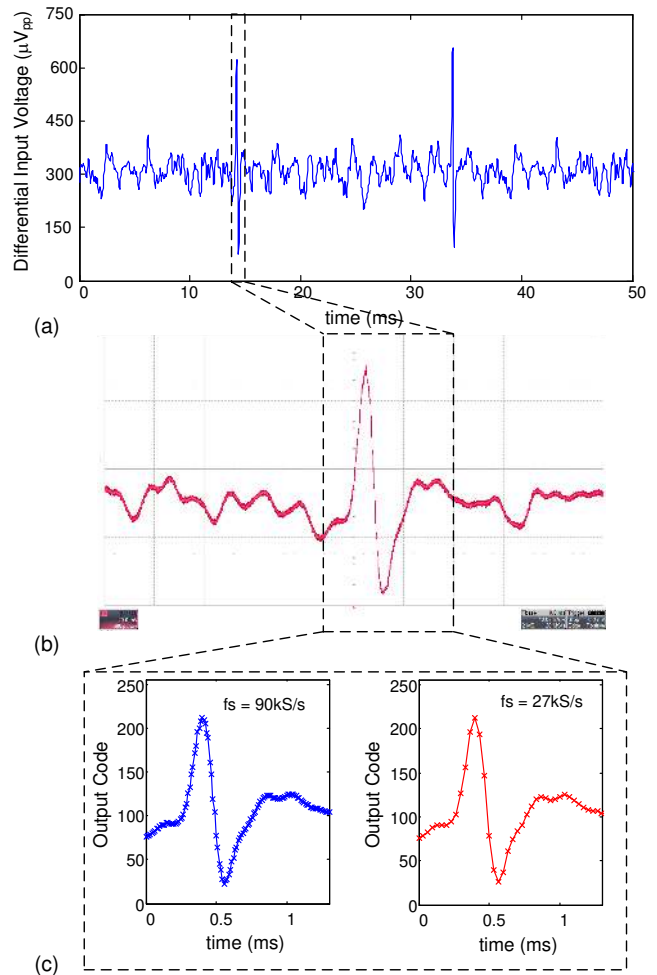 750
600
450
300
150
0
Differential Input Voltage (μVpp)
0 10 20 30 40 50
time (ms)
(a)
(b)
250
200
150
100
50
0
Output Code
fs = 90kS/s
0 0.5 1
time (ms)
250
200
150
100
50
0
Output Code
fs = 27kS/s
0 0.5 1
time (ms)
(c)